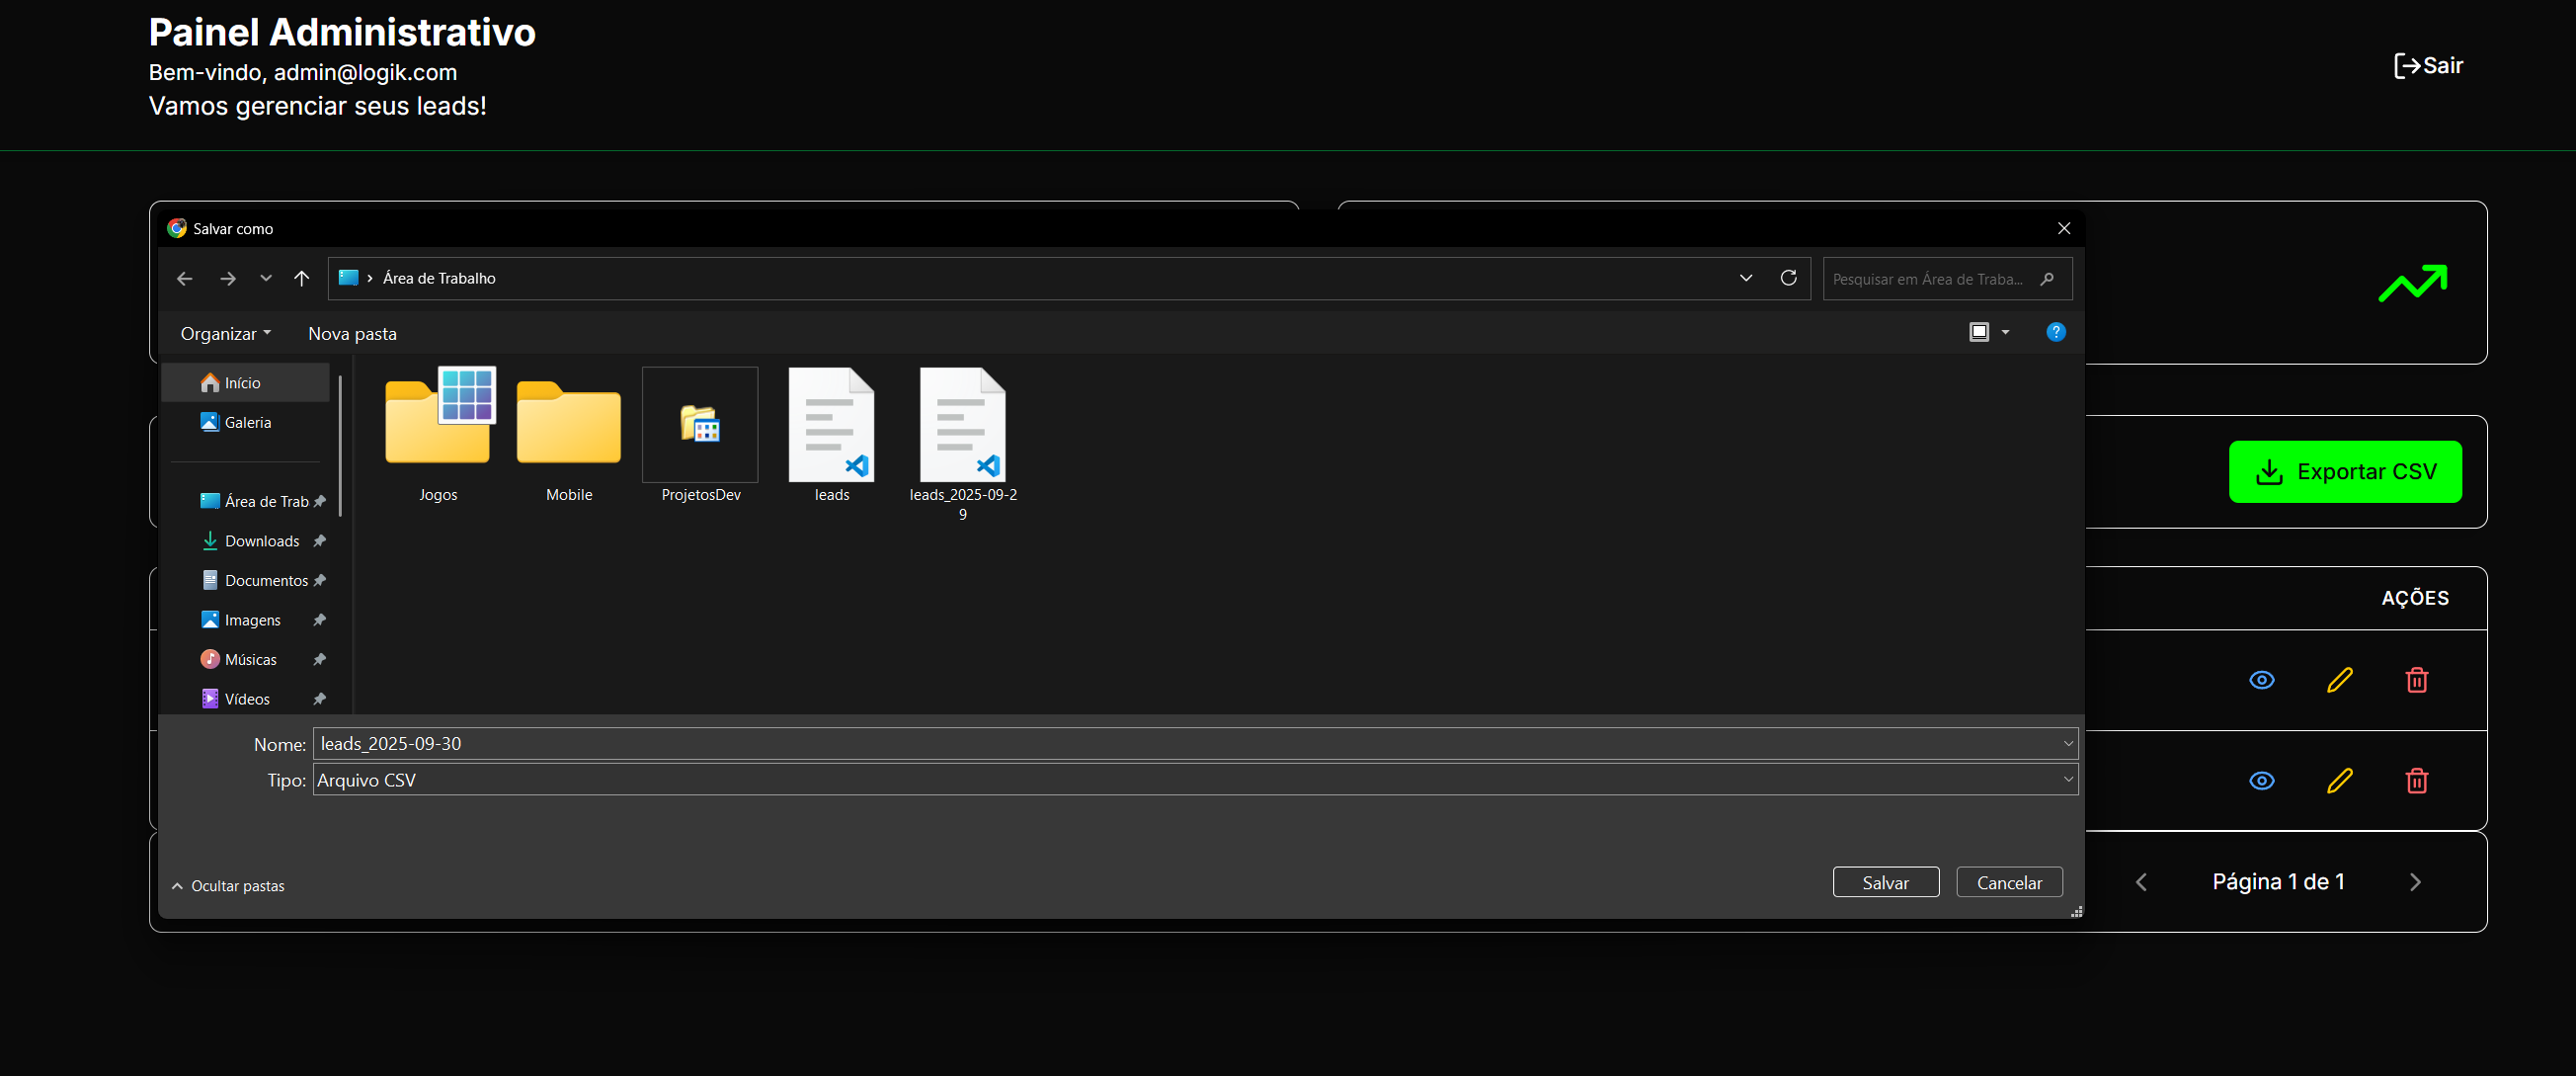 Painel Administrativo
Bem-vindo, admin@logik.com
Vamos gerenciar seus leads!
Sair
Salvar como
Área de Trabalho
Pesquisar em Área de Traba...
Organizar
Nova pasta
Início
Galeria
Área de Trab
Downloads
Documentos
Imagens
Músicas
Vídeos
Jogos
Mobile
ProjetosDev
leads
leads_2025-09-2
9
Exportar CSV
AÇÕES
Nome: leads_2025-09-30
Tipo: Arquivo CSV
Ocultar pastas
Salvar
Cancelar
Página 1 de 1